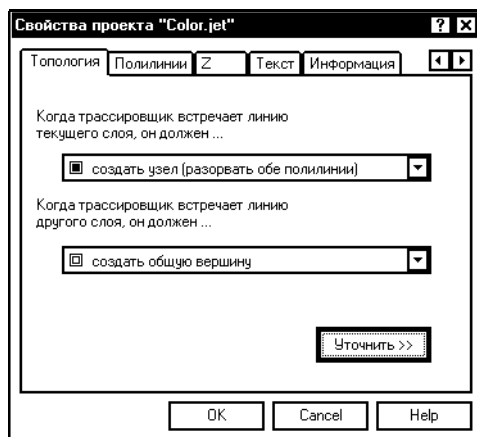 Свойства проекта "Color.jet"
Топология Полилинии Z Текст Информация
Когда трассировщик встречает линию
текущего слоя, он должен ...
создать узел (разорвать обе полилинии)
Когда трассировщик встречает линию
другого слоя, он должен ...
создать общую вершину
Уточнить >>
OK Cancel Help